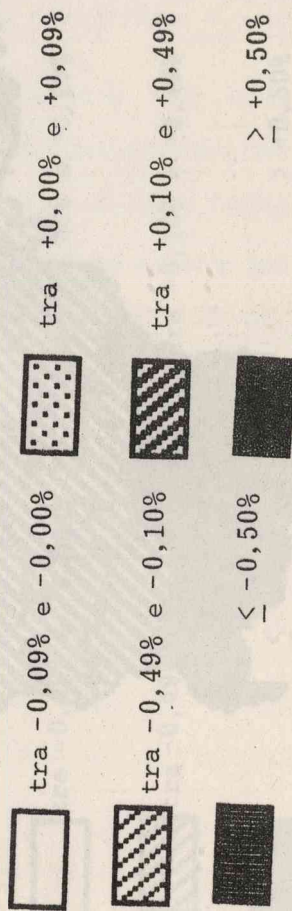 tra -0,09% e -0,00%
tra +0,00% e +0,09%
tra -0,49% e -0,10%
tra +0,10% e +0,49%
≤ -0,50%
≥ +0,50%